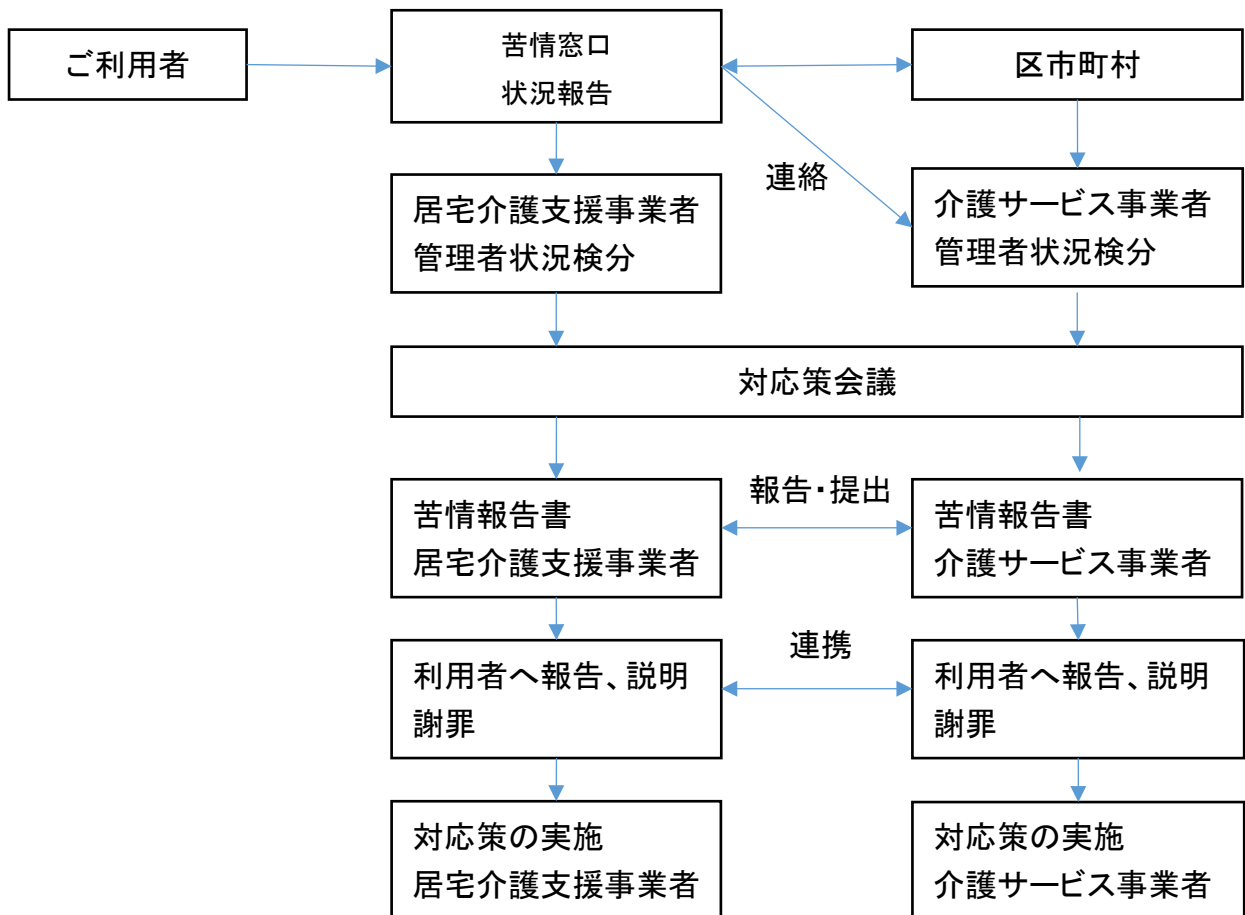 ご利用者
苦情窓口
状況報告
区市町村
連絡
居宅介護支援事業者
管理者状況検分
介護サービス事業者
管理者状況検分
対応策会議
報告・提出
苦情報告書
居宅介護支援事業者
苦情報告書
介護サービス事業者
連携
利用者へ報告、説明
謝罪
利用者へ報告、説明
謝罪
対応策の実施
居宅介護支援事業者
対応策の実施
介護サービス事業者